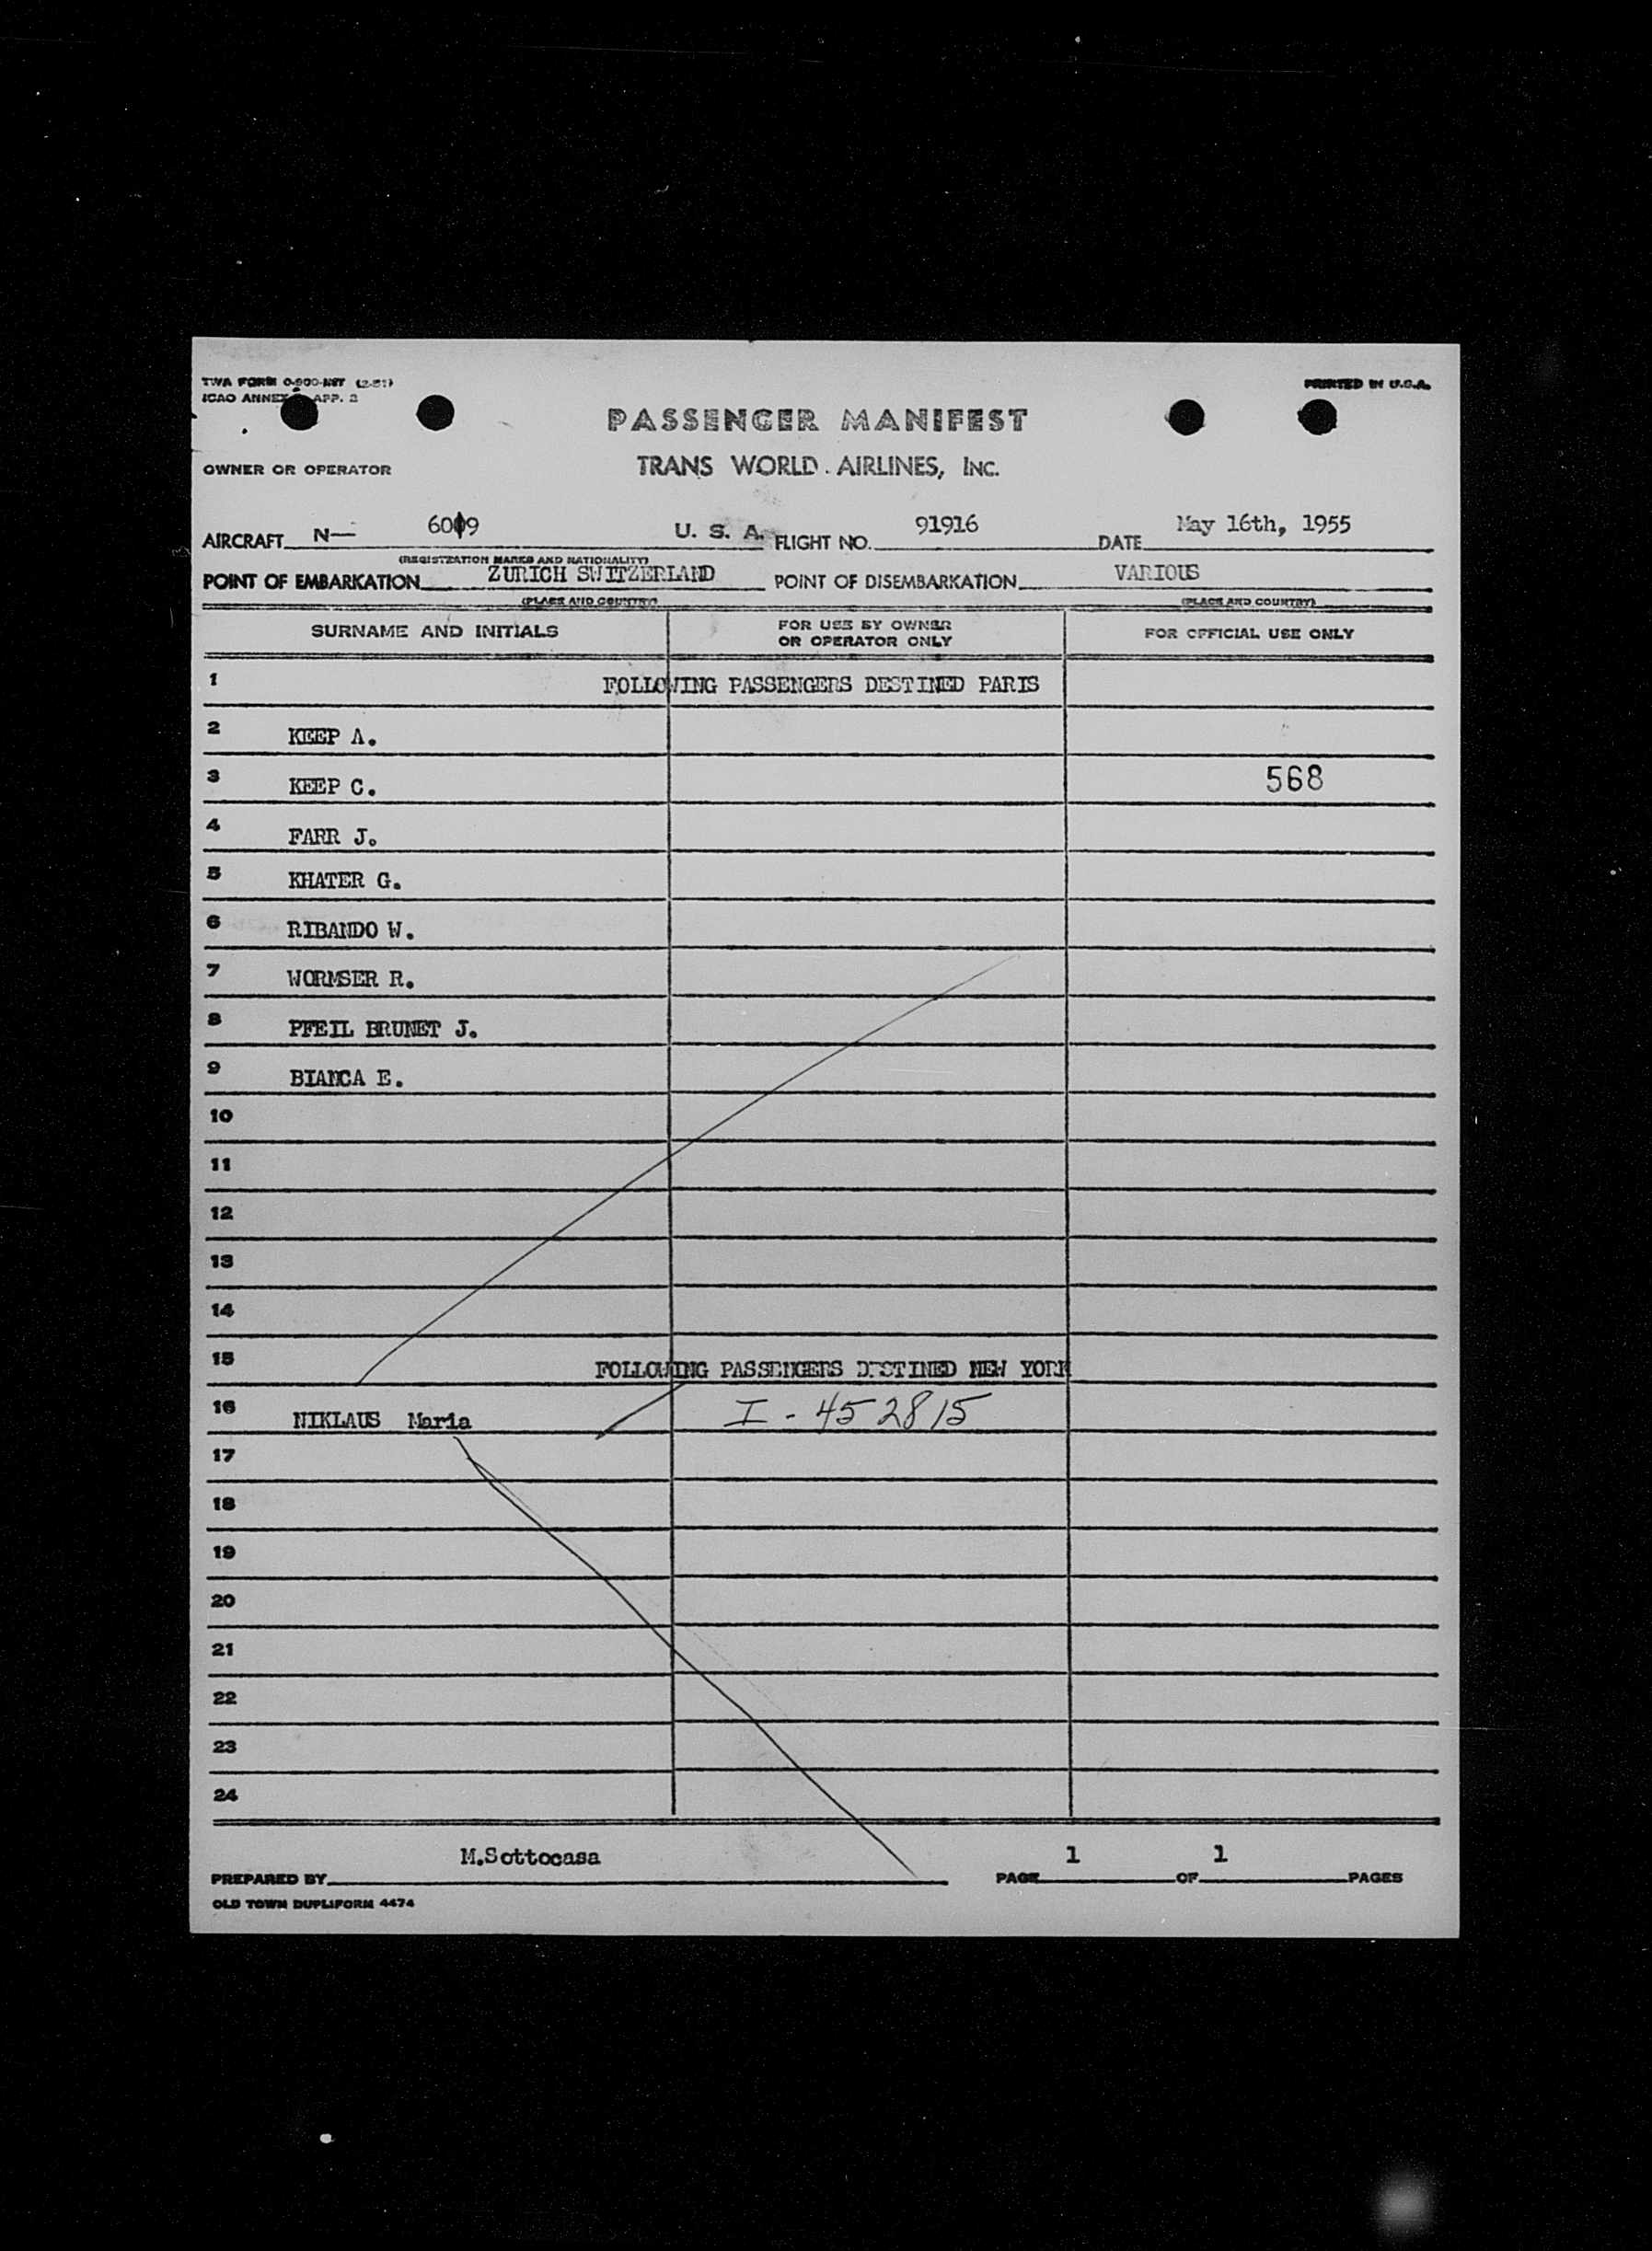 TWA FORM 0-900-NST (2-51)
PRINTED IN U.S.A.
ICAO ANNEX APP. 2
PASSENGER MANIFEST
OWNER OR OPERATOR
TRANS WORLD AIRLINES, INC.
AIRCRAFT N— 6009 U. S. A. FLIGHT NO. 91916 DATE May 16th, 1955
(REGISTRATION MARKS AND NATIONALITY)
POINT OF EMBARKATION ZURICH SWITZERLAND POINT OF DISEMBARKATION VARIOUS
(PLACE AND COUNTRY) (PLACE AND COUNTRY)
SURNAME AND INITIALS FOR USE BY OWNER OR OPERATOR ONLY FOR OFFICIAL USE ONLY
1 FOLLOWING PASSENGERS DESTINED PARIS
2 KEEP A.
3 KEEP C. 568
4 FARR J.
5 KHATER G.
6 RIBANDO W.
7 WORMSER R.
8 PFEIL BRUNET J.
9 BIANCA E.
10
11
12
13
14
15 FOLLOWING PASSENGERS DESTINED NEW YORK
16 NIKLAUS Maria I - 452815
17
18
19
20
21
22
23
24
PREPARED BY M.Sottocasa PAGE 1 OF 1 PAGES
OLD TOWN DUPLIFORM 4474